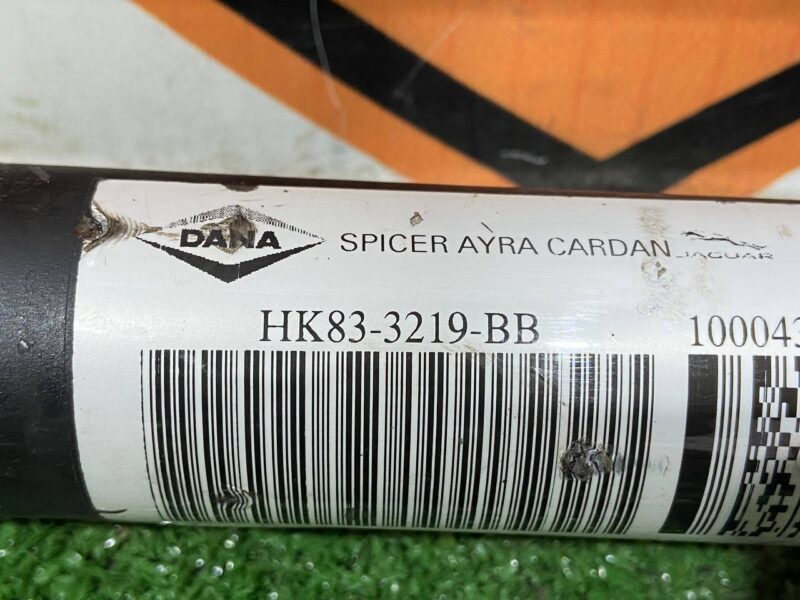 DANA SPICER AYRA CARDAN JAGUAR
HK83-3219-BB 100043